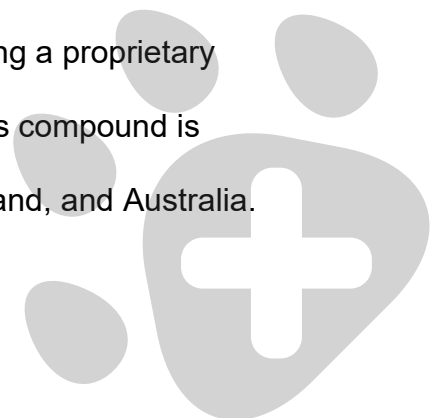 ng a proprietary
s compound is
and, and Australia.